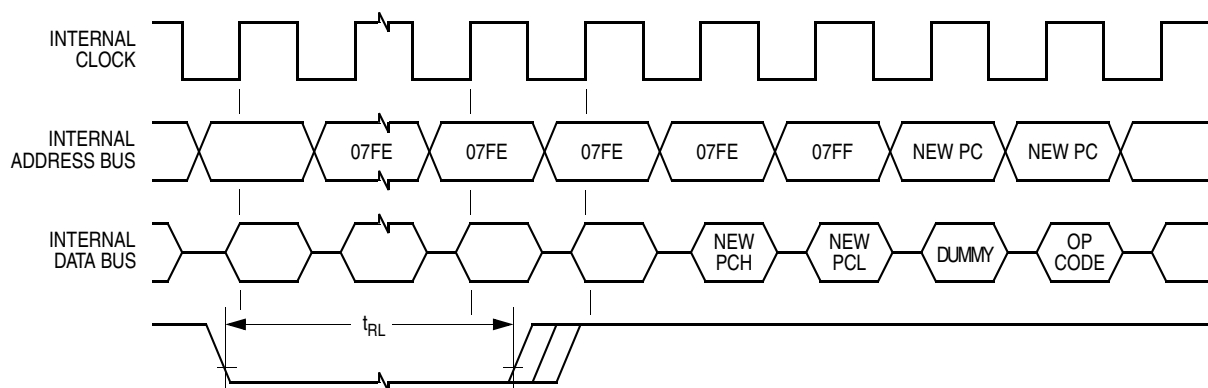 INTERNAL
CLOCK
INTERNAL
ADDRESS BUS
07FE
07FE
07FE
07FE
07FF
NEW PC
NEW PC
INTERNAL
DATA BUS
NEW
PCH
NEW
PCL
DUMMY
OP
CODE
tRL